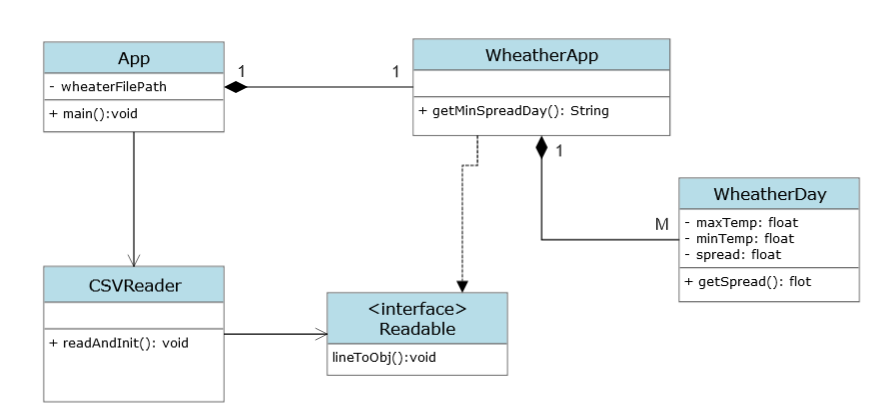 App
- wheaterFilePath
+ main():void
1
1
WheatherApp
+ getMinSpreadDay(): String
1
M
WheatherDay
- maxTemp: float
- minTemp: float
- spread: float
+ getSpread(): flot
CSVReader
+ readAndInit(): void
<interface>
Readable
lineToObj():void